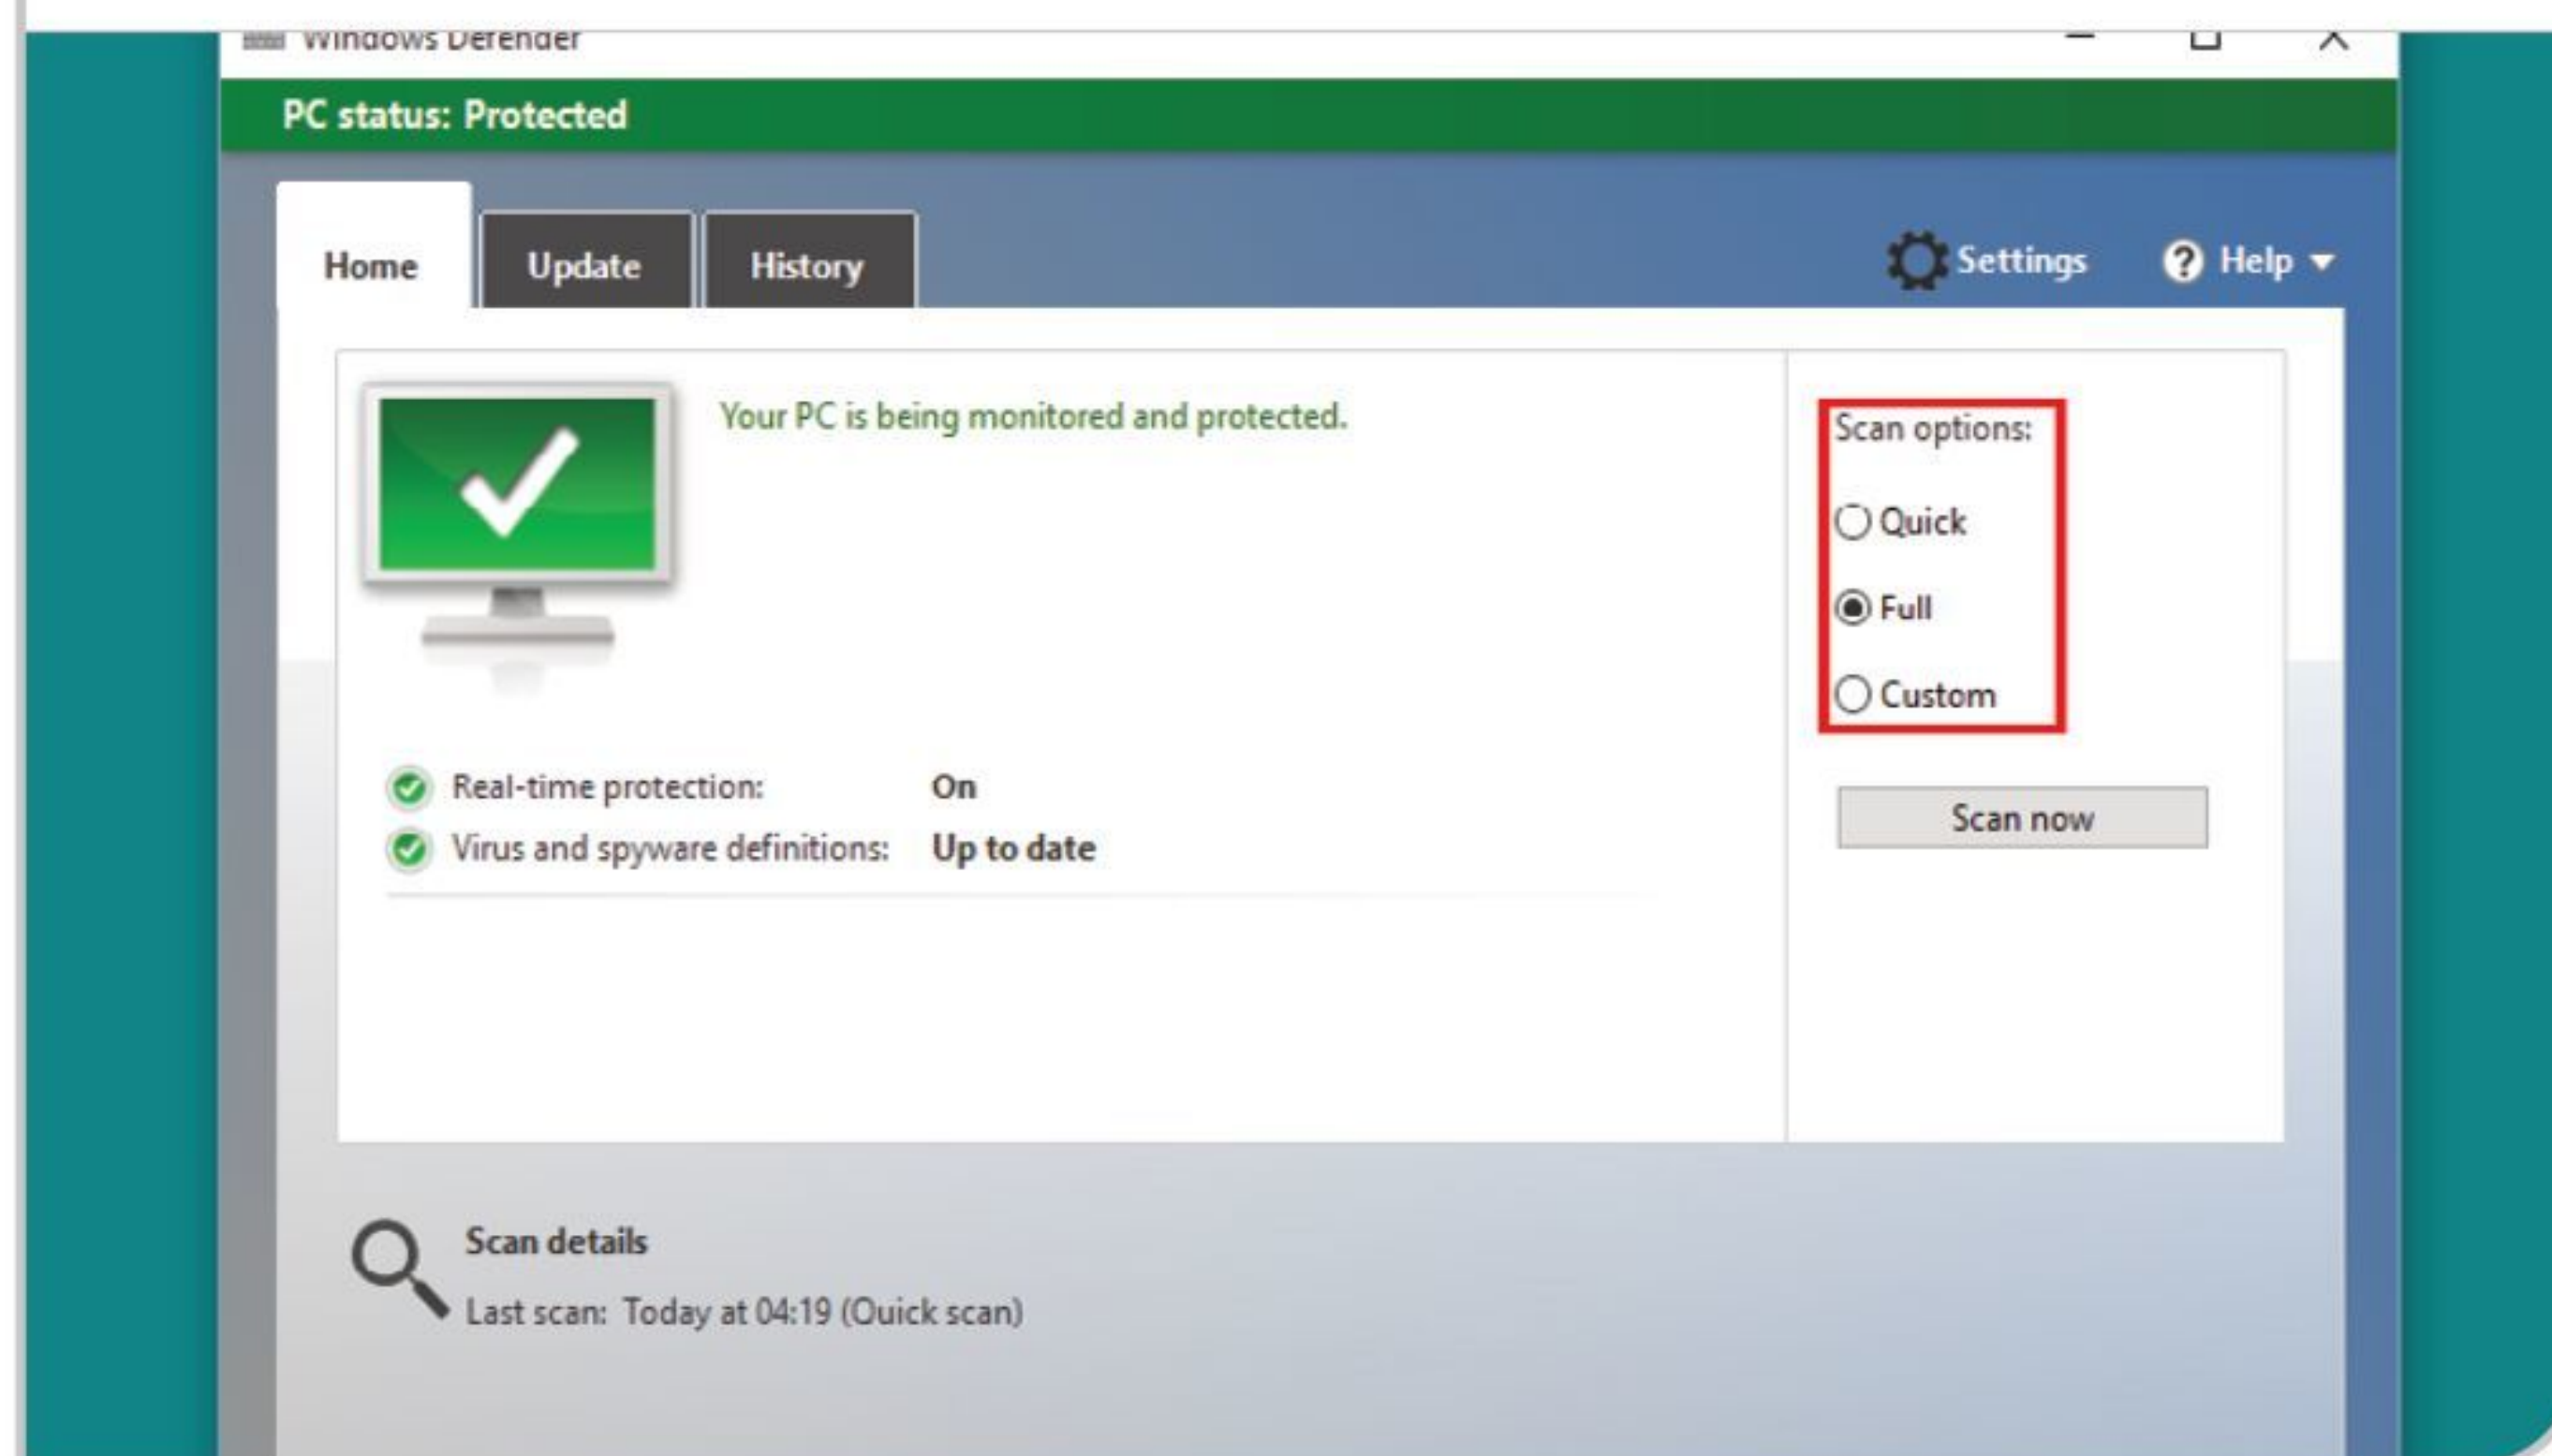 Windows Defender
PC status: Protected
Home
Update
History
Settings
? Help
Your PC is being monitored and protected.
Scan options:
Quick
Full
Custom
Real-time protection: On
Virus and spyware definitions: Up to date
Scan now
Scan details
Last scan: Today at 04:19 (Quick scan)